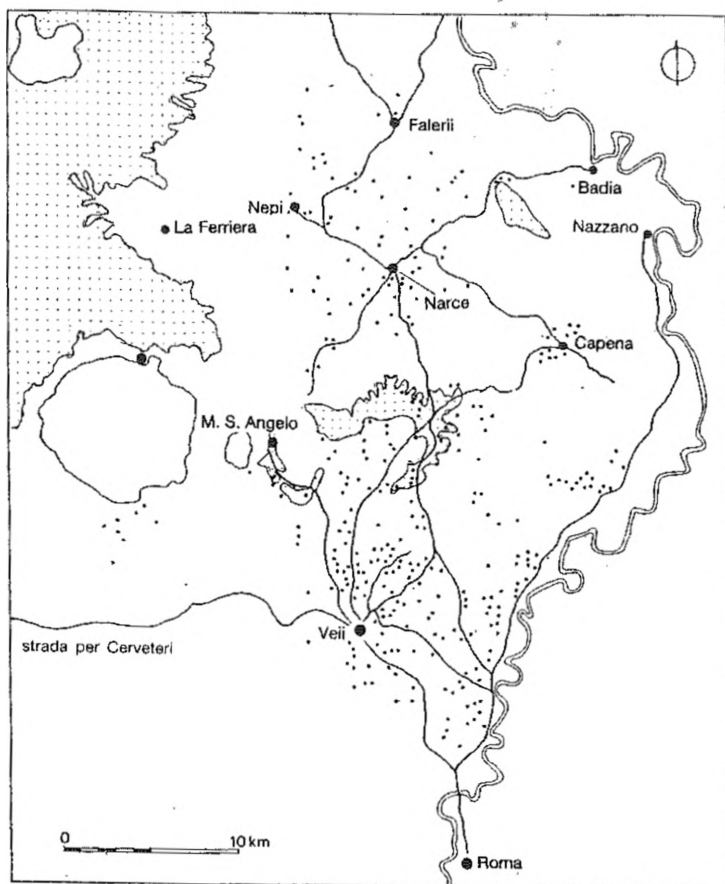 Falerii
Badia
Nepi
La Ferriera
Nazzano
Narce
Capena
M. S. Angelo
Veii
strada per Cerveteri
0 10 km
Roma